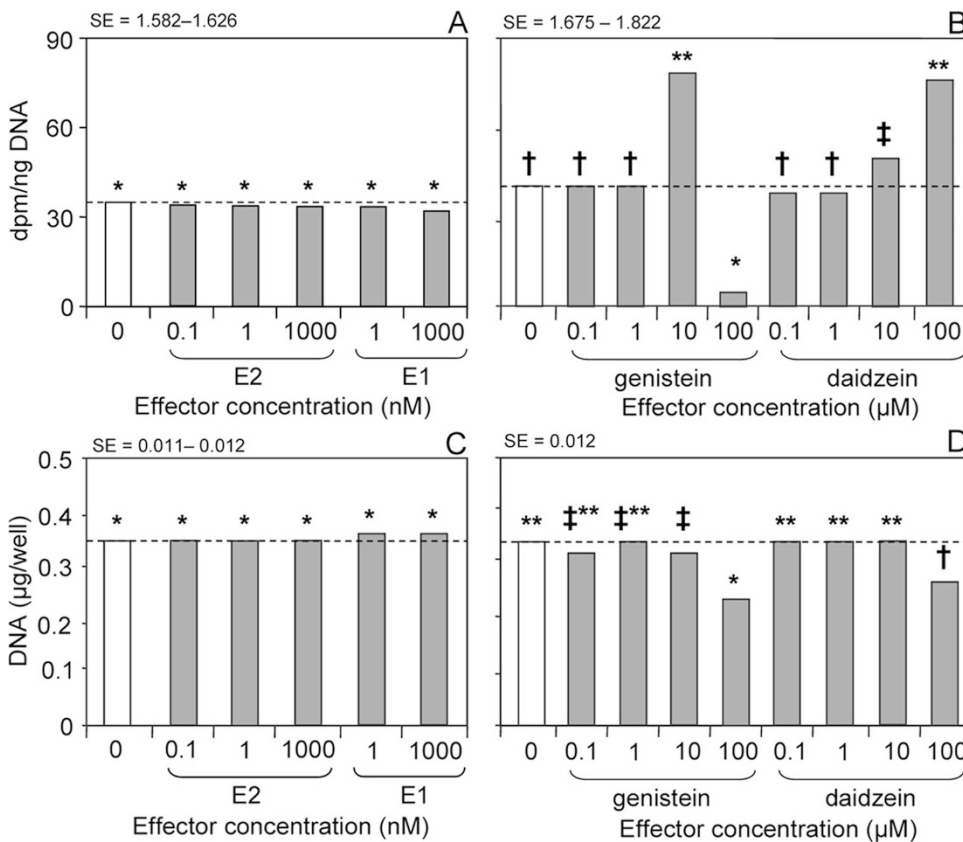 SE = 1.582–1.626
A
90
60
30
0
dpm/ng DNA
* * * * * *
0 0.1 1 1000 1 1000
E2 E1
Effector concentration (nM)
SE = 1.675 – 1.822
B
† † † ** * † † ‡ **
0 0.1 1 10 100 0.1 1 10 100
genistein daidzein
Effector concentration (µM)
SE = 0.011– 0.012
C
0.5
0.4
0.3
0.2
0.1
0
DNA (µg/well)
* * * * * *
0 0.1 1 1000 1 1000
E2 E1
Effector concentration (nM)
SE = 0.012
D
** ‡** ‡** ‡ * ** ** ** †
0 0.1 1 10 100 0.1 1 10 100
genistein daidzein
Effector concentration (µM)